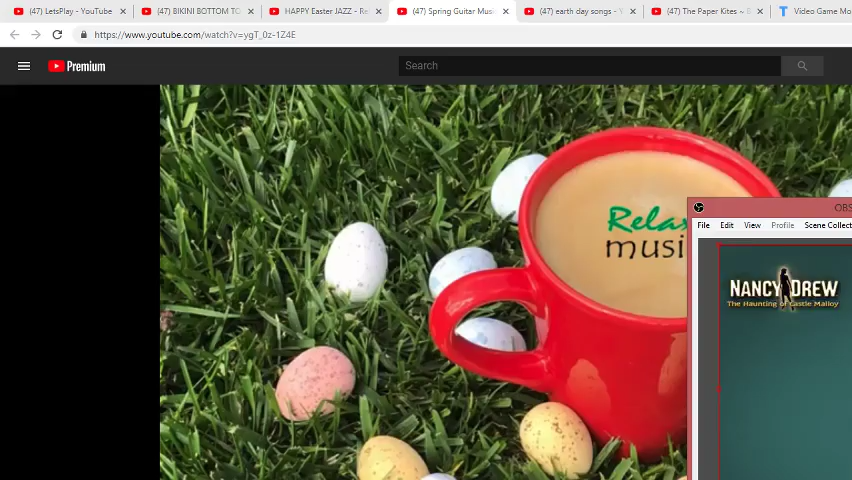 (47) LetsPlay - YouTube
(47) BIKINI BOTTOM TO
HAPPY Easter JAZZ - Re
(47) Spring Guitar Musi
(47) earth day songs - Y
(47) The Paper Kites ~ B
Video Game Mo
https://www.youtube.com/watch?v=ygT_0z-1Z4E
Premium
Search
Relax
musi
OBS
File Edit View Profile Scene Collect
NANCY DREW
The Haunting of Castle Malloy